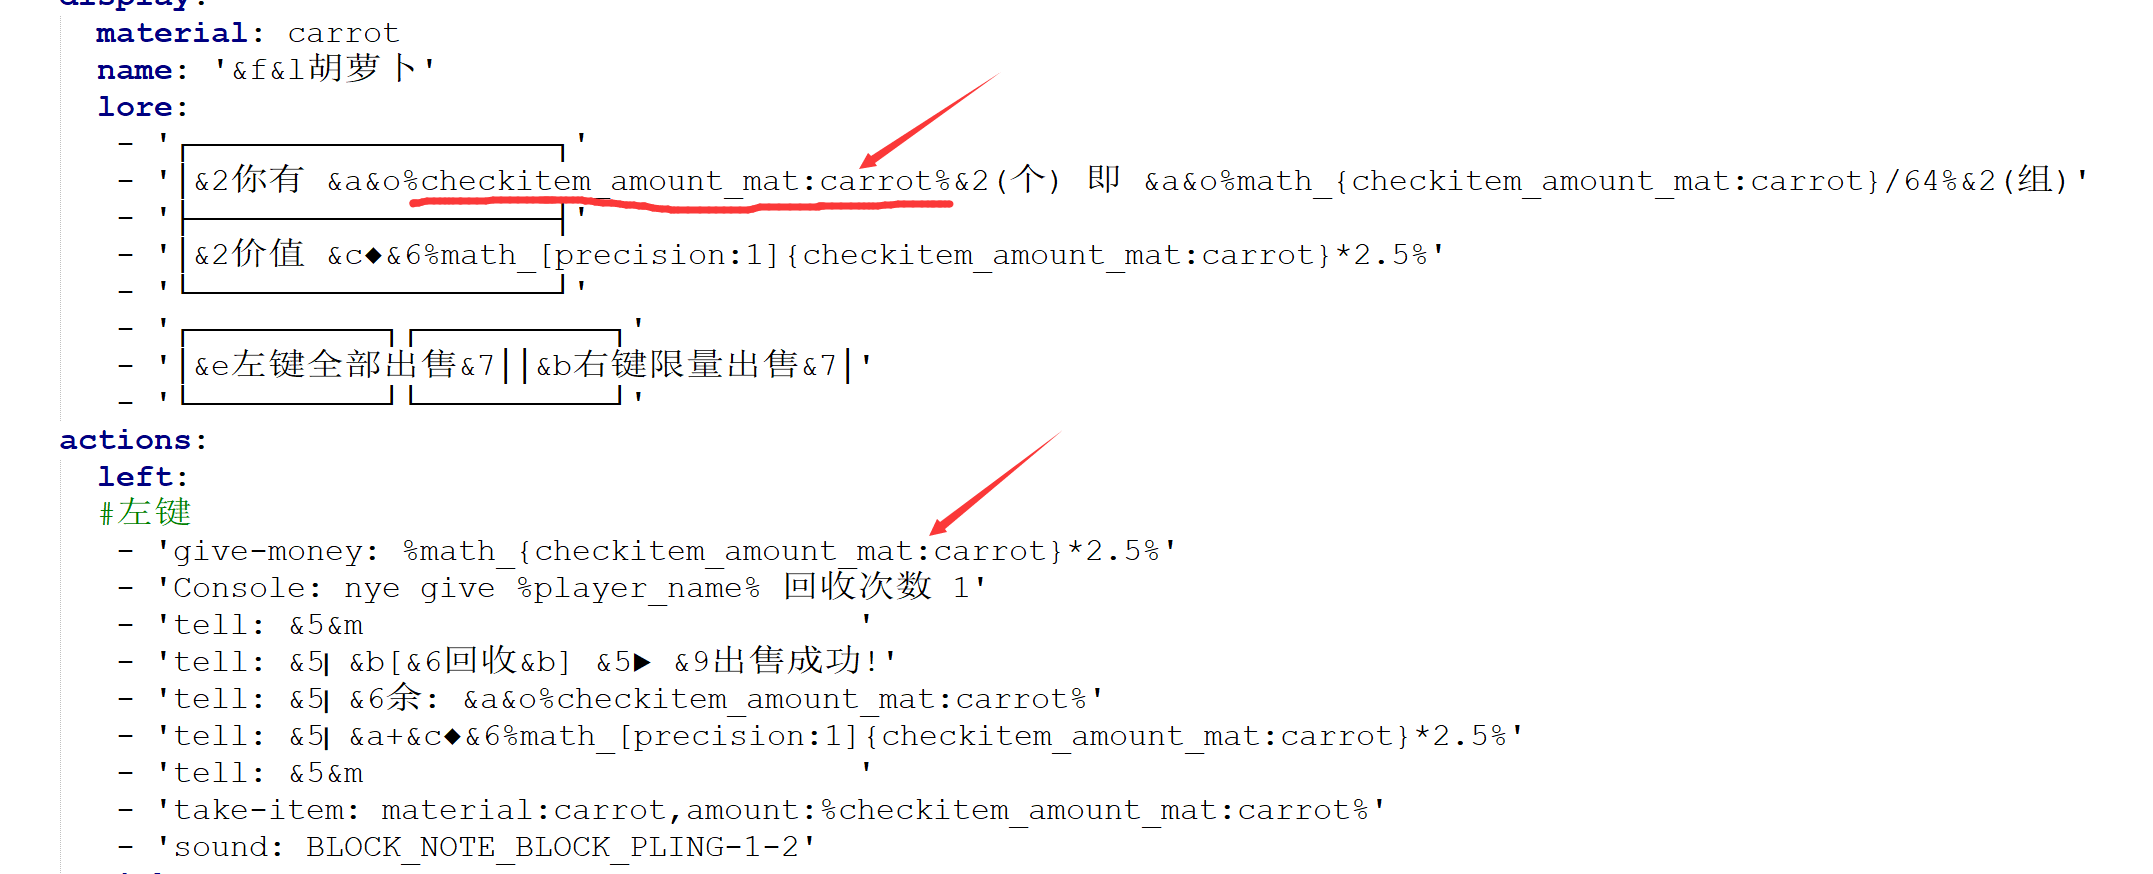 display:
material: carrot
name: '&f&l胡萝卜'
lore:
- '┌──────────┐'
- '│&2你有 &a&o%checkitem_amount_mat:carrot%&2(个) 即 &a&o%math_{checkitem_amount_mat:carrot}/64%&2(组)'
- '├──────────┤'
- '│&2价值 &c◆&6%math_[precision:1]{checkitem_amount_mat:carrot}*2.5%'
- '└──────────┘'
- '┌─────┐┌─────┐'
- '│&e左键全部出售&7││&b右键限量出售&7│'
- '└─────┘└─────┘'
actions:
left:
#左键
- 'give-money: %math_{checkitem_amount_mat:carrot}*2.5%'
- 'Console: nye give %player_name% 回收次数 1'
- 'tell: &5&m                          '
- 'tell: &5| &b[&6回收&b] &5▶ &9出售成功!'
- 'tell: &5| &6余: &a&o%checkitem_amount_mat:carrot%'
- 'tell: &5| &a+&c◆&6%math_[precision:1]{checkitem_amount_mat:carrot}*2.5%'
- 'tell: &5&m                          '
- 'take-item: material:carrot,amount:%checkitem_amount_mat:carrot%'
- 'sound: BLOCK_NOTE_BLOCK_PLING-1-2'